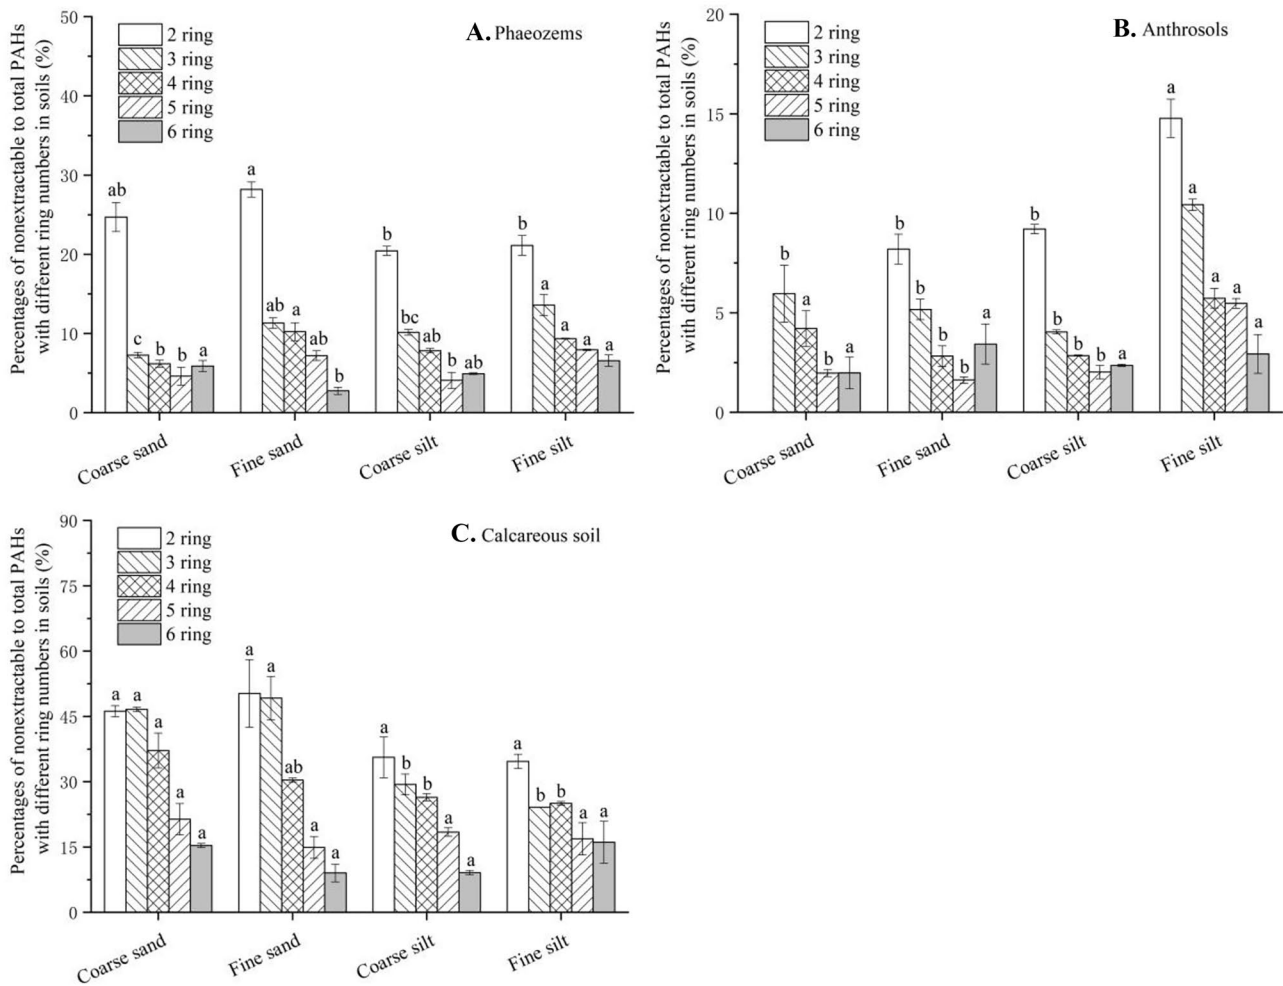 Percentages of nonextractable to total PAHs
with different ring numbers in soils (%)
50
40
30
20
10
0
2 ring
3 ring
4 ring
5 ring
6 ring
A. Phaeozems
ab
c
b
b
a
a
ab
a
ab
b
b
bc
ab
b
ab
b
a
a
a
a
Coarse sand
Fine sand
Coarse silt
Fine silt
Percentages of nonextractable to total PAHs
with different ring numbers in soils (%)
20
15
10
5
0
2 ring
3 ring
4 ring
5 ring
6 ring
B. Anthrosols
b
a
b
a
b
b
b
b
a
b
b
b
b
a
a
a
a
a
a
Coarse sand
Fine sand
Coarse silt
Fine silt
Percentages of nonextractable to total PAHs
with different ring numbers in soils (%)
90
75
60
45
30
15
0
2 ring
3 ring
4 ring
5 ring
6 ring
C. Calcareous soil
a
a
a
a
a
a
a
ab
a
a
a
b
b
a
a
a
b
b
a
a
Coarse sand
Fine sand
Coarse silt
Fine silt